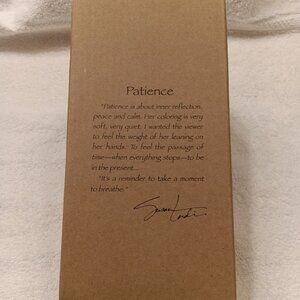 Patience
"Patience is about inner reflection,
peace and calm. Her coloring is very
soft, very quiet. I wanted the viewer
to feel the weight of her leaning on
her hands. To feel the passage of
time—when everything stops—to be
in the present...
"It's a reminder to take a moment
to breathe."
Susan Lordi